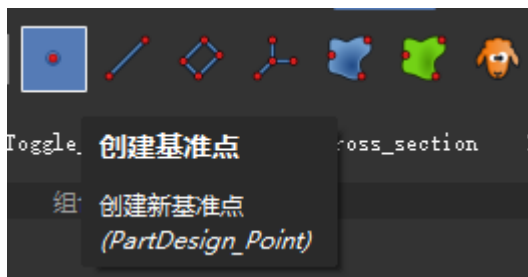 Toggle_
创建基准点
ross_section
组
创建新基准点
(PartDesign_Point)